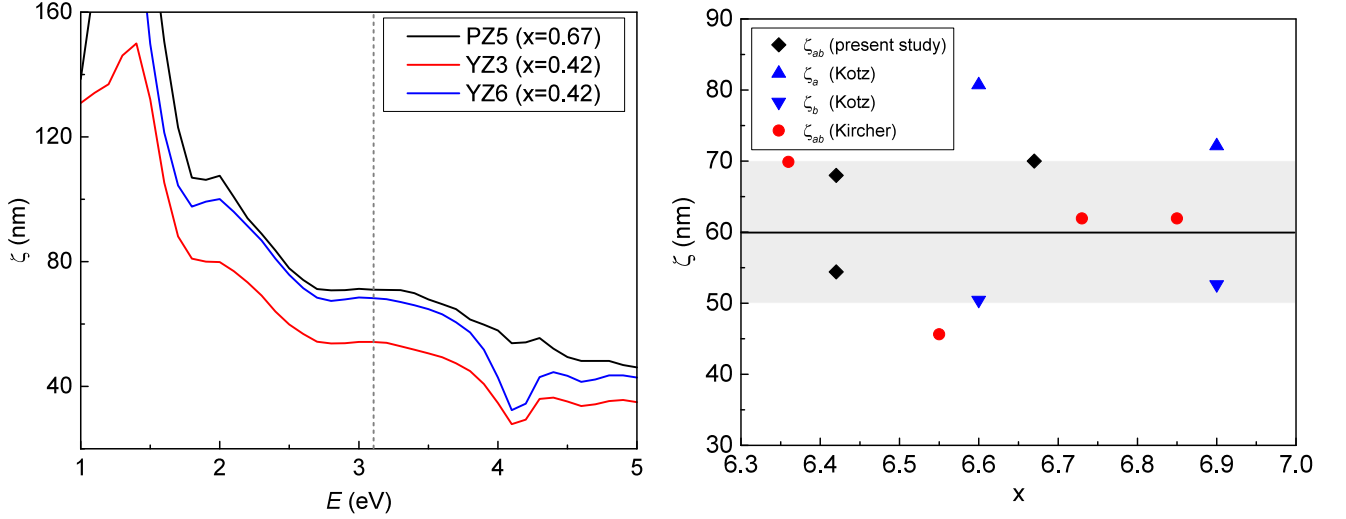 160
120
80
40
ζ (nm)
1 2 3 4 5
E (eV)
PZ5 (x=0.67)
YZ3 (x=0.42)
YZ6 (x=0.42)
90
80
70
60
50
40
30
ζ (nm)
6.3 6.4 6.5 6.6 6.7 6.8 6.9 7.0
x
ζab (present study)
ζa (Kotz)
ζb (Kotz)
ζab (Kircher)